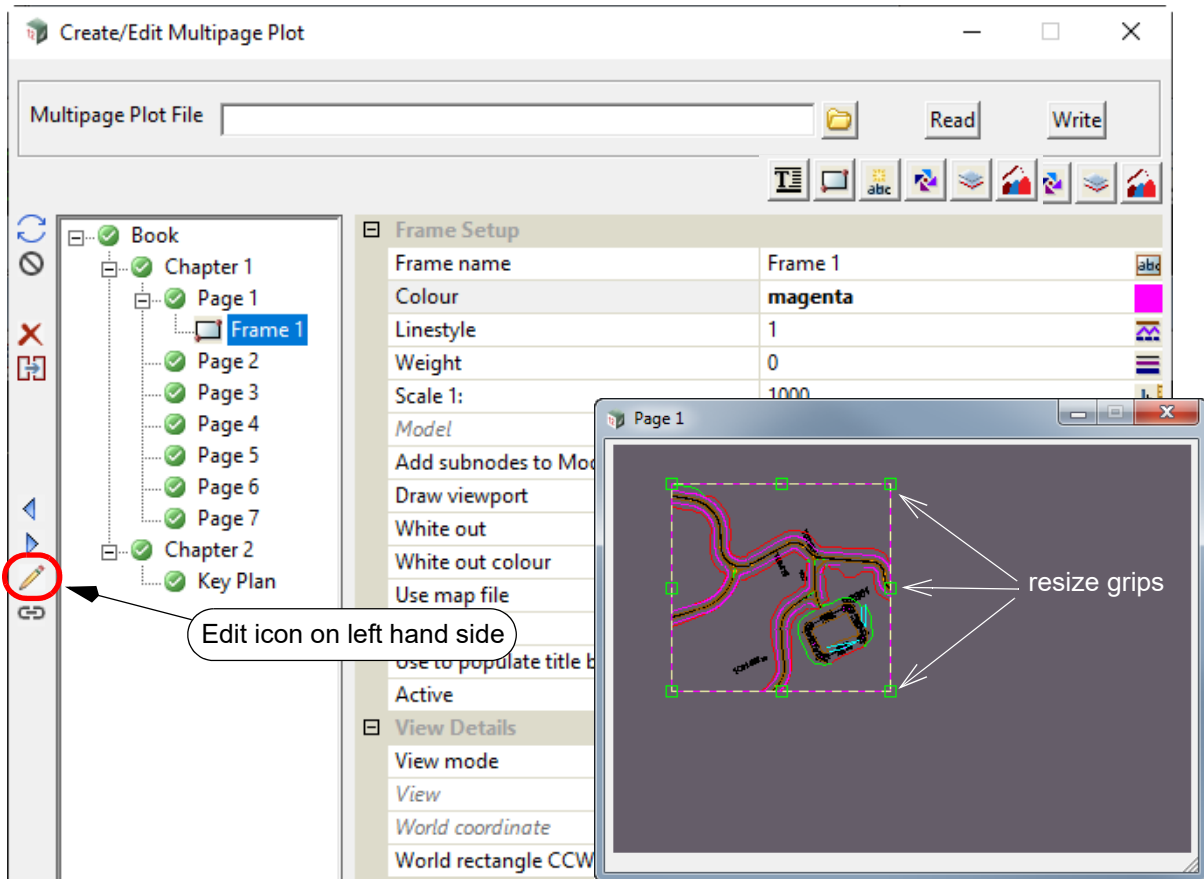 Create/Edit Multipage Plot
Multipage Plot File
Read
Write
abc
Book
Chapter 1
Page 1
Frame 1
Page 2
Page 3
Page 4
Page 5
Page 6
Page 7
Chapter 2
Key Plan
Edit icon on left hand side
Frame Setup
Frame name Frame 1
Colour magenta
Linestyle 1
Weight 0
Scale 1: 1000
Model
Add subnodes to Mod
Draw viewport
White out
White out colour
Use map file
Use to populate title b
Active
View Details
View mode
View
World coordinate
World rectangle CCW
Page 1
resize grips